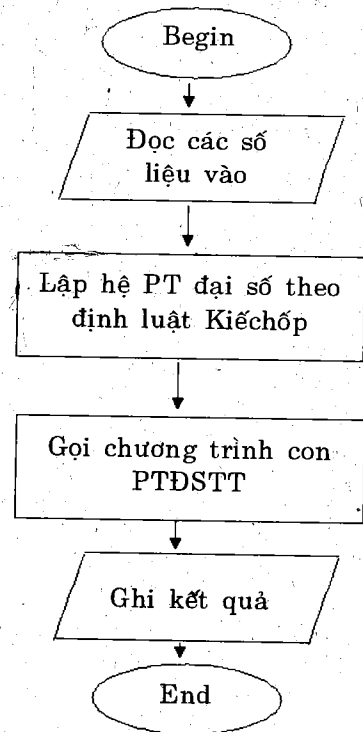 Begin
Đọc các số
liệu vào
Lập hệ PT đại số theo
định luật Kiếchốp
Gọi chương trình con
PTĐSTT
Ghi kết quả
End